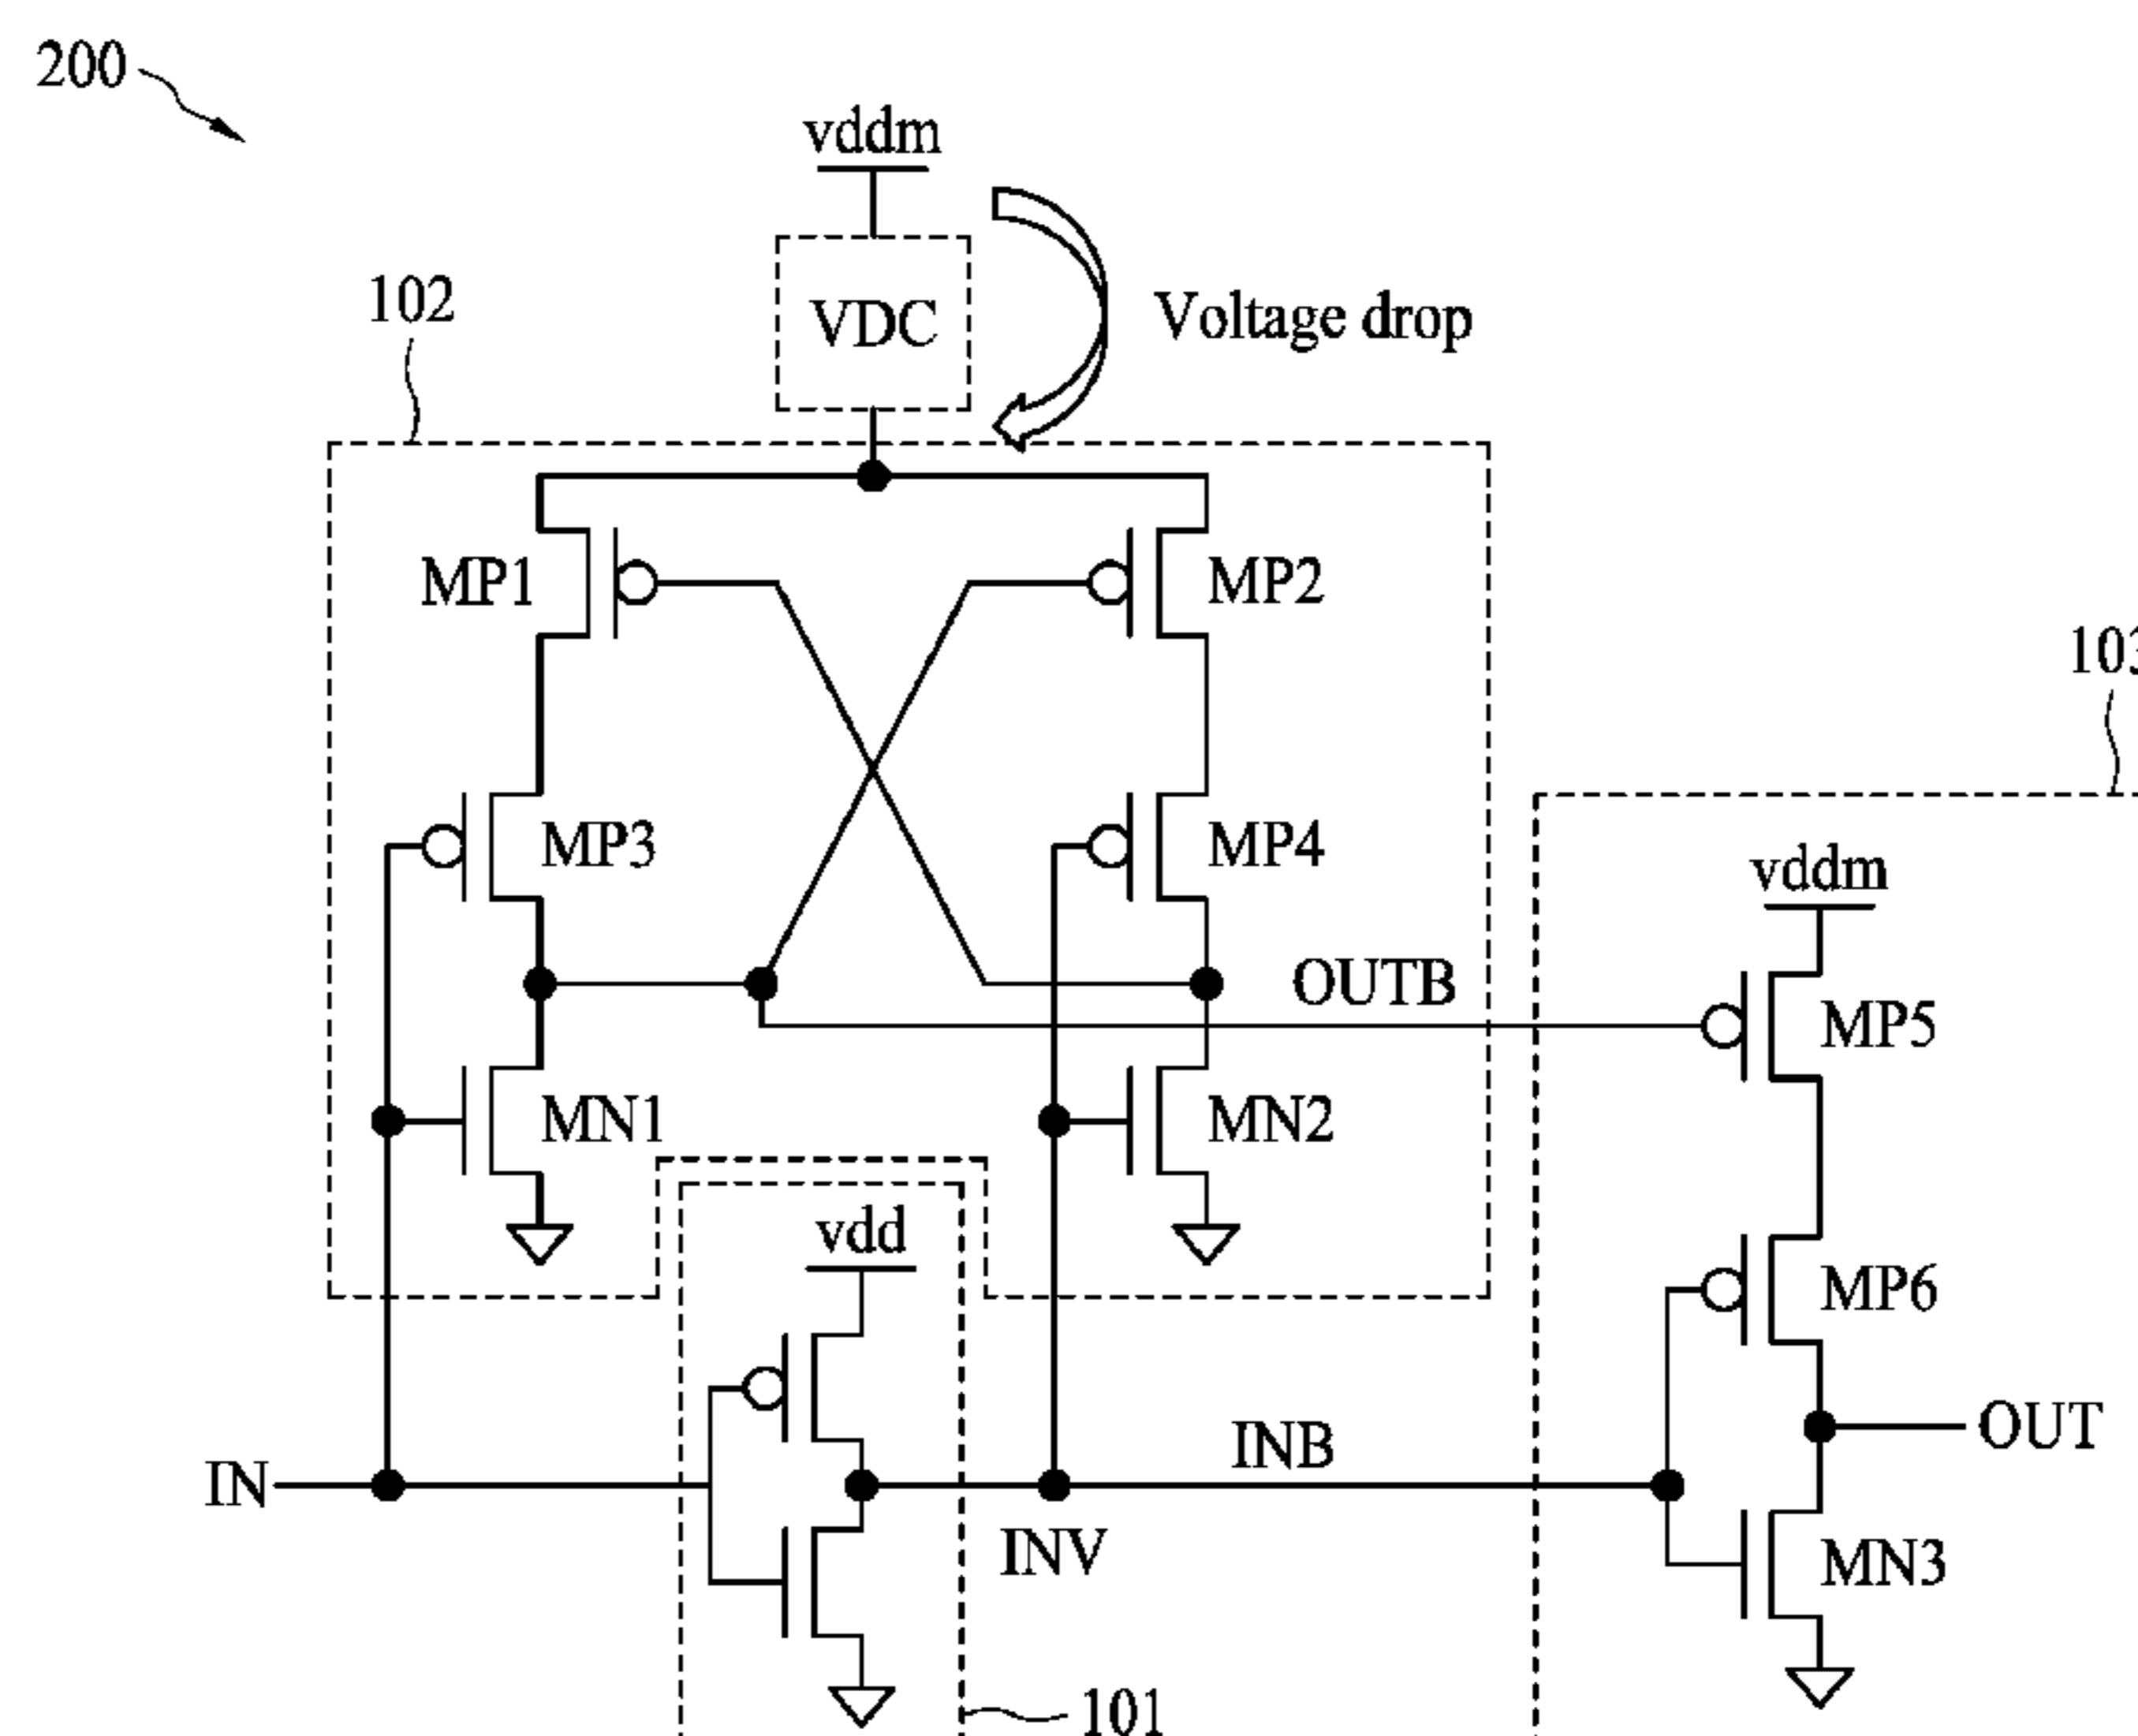 200
vddm
VDC
Voltage drop
102
MP1
MP2
103
MP3
MP4
vddm
OUTB
MP5
MN1
MN2
vdd
MP6
IN
INB
OUT
INV
MN3
101